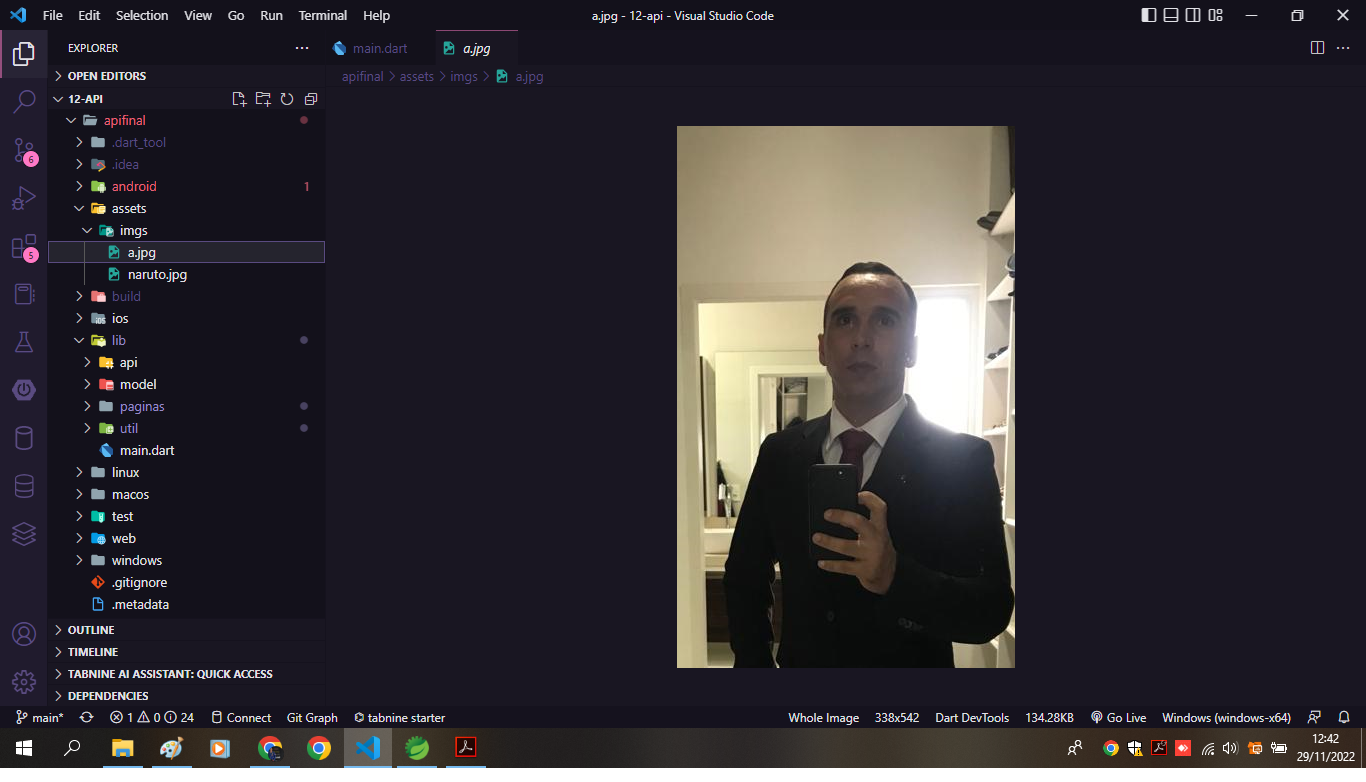 File Edit Selection View Go Run Terminal Help
a.jpg - 12-api - Visual Studio Code
EXPLORER
main.dart
a.jpg
apifinal > assets > imgs > a.jpg
OPEN EDITORS
12-API
apifinal
.dart_tool
.idea
android 1
assets
imgs
a.jpg
naruto.jpg
build
ios
lib
api
model
paginas
util
main.dart
linux
macos
test
web
windows
.gitignore
.metadata
OUTLINE
TIMELINE
TABNINE AI ASSISTANT: QUICK ACCESS
DEPENDENCIES
6
5
main* 1 0 24 Connect Git Graph tabnine starter
Whole Image 338x542 Dart DevTools 134.28KB Go Live Windows (windows-x64)
12:42
29/11/2022